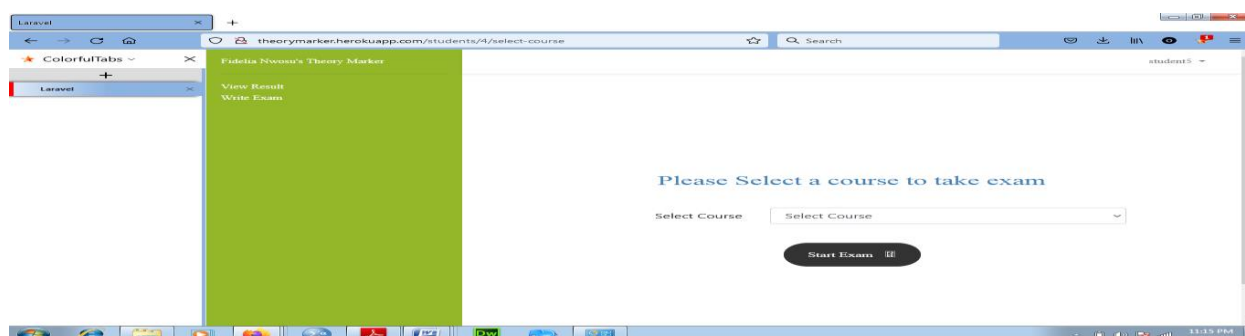 Laravel
theorymarker.herokuapp.com/students/4/select-course
Search
ColorfulTabs
Laravel
Fidelia Nwosu's Theory Marker
student5
View Result
Write Exam
Please Select a course to take exam
Select Course
Select Course
Start Exam
Dw
11:15 PM